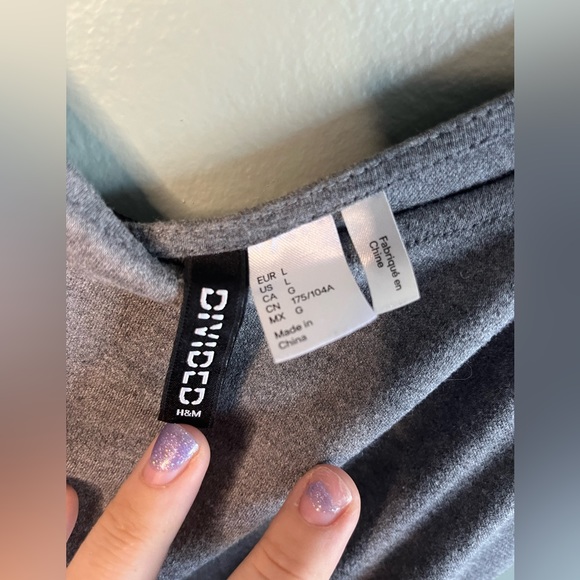 DIVIDED
H&M
EUR L
US L
CA G
CN 175/104A
MX G
Made in
China
Fabriqué en
Chine